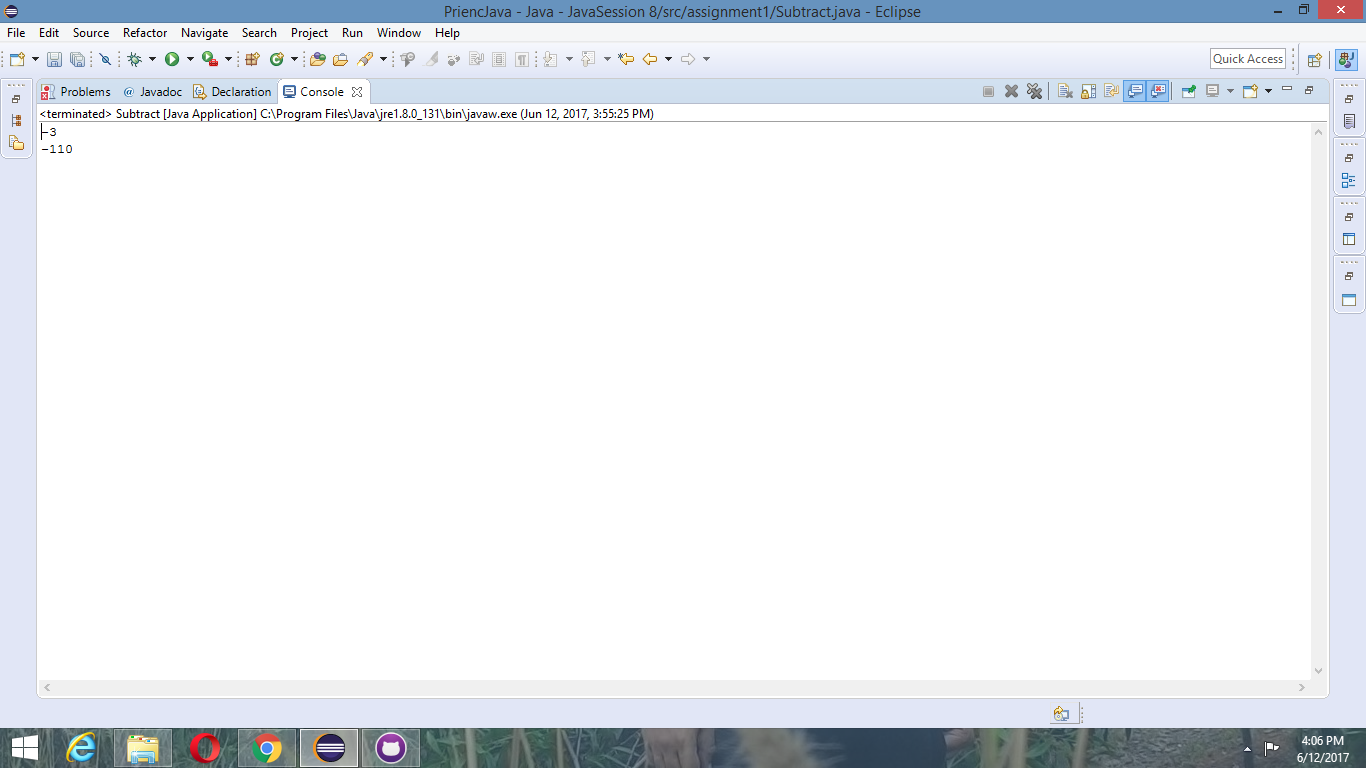 PriencJava - Java - JavaSession 8/src/assignment1/Subtract.java - Eclipse
File Edit Source Refactor Navigate Search Project Run Window Help
Quick Access
Problems @ Javadoc Declaration Console
<terminated> Subtract [Java Application] C:\Program Files\Java\jre1.8.0_131\bin\javaw.exe (Jun 12, 2017, 3:55:25 PM)
-3
-110
4:06 PM
6/12/2017